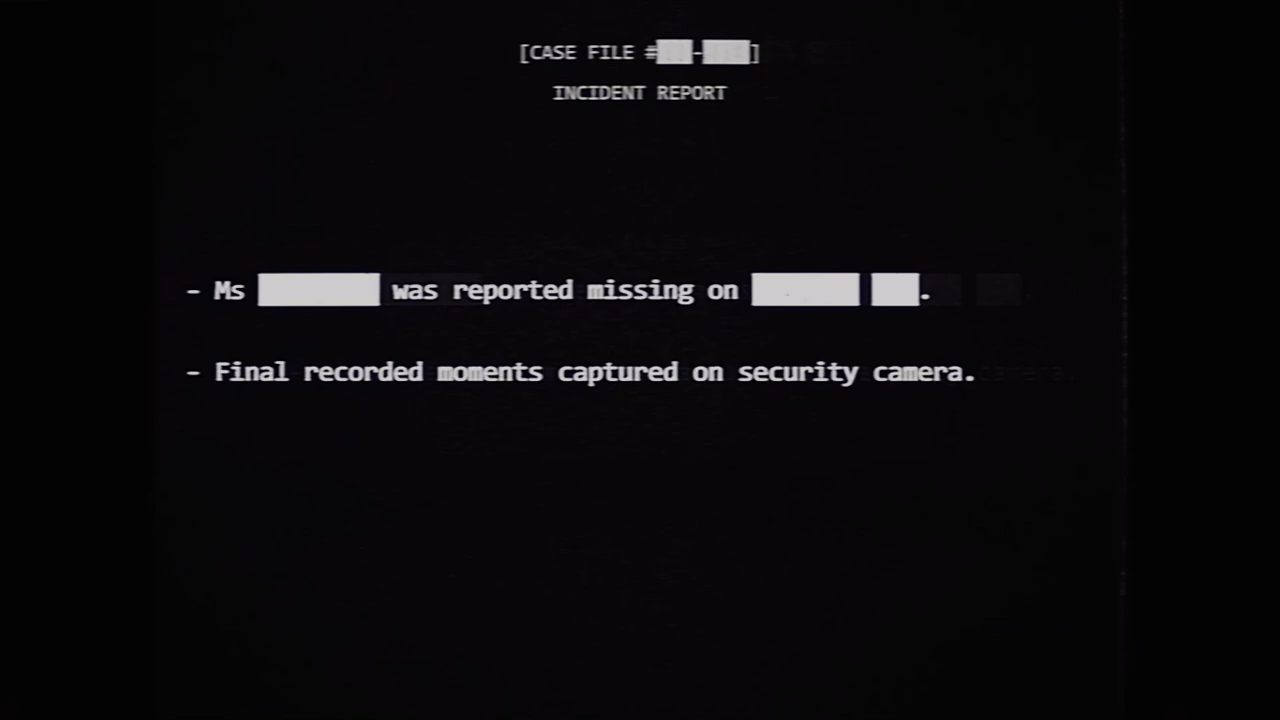 [CASE FILE #██-███]
INCIDENT REPORT
- Ms ████████ was reported missing on ███████ ███.
- Final recorded moments captured on security camera.